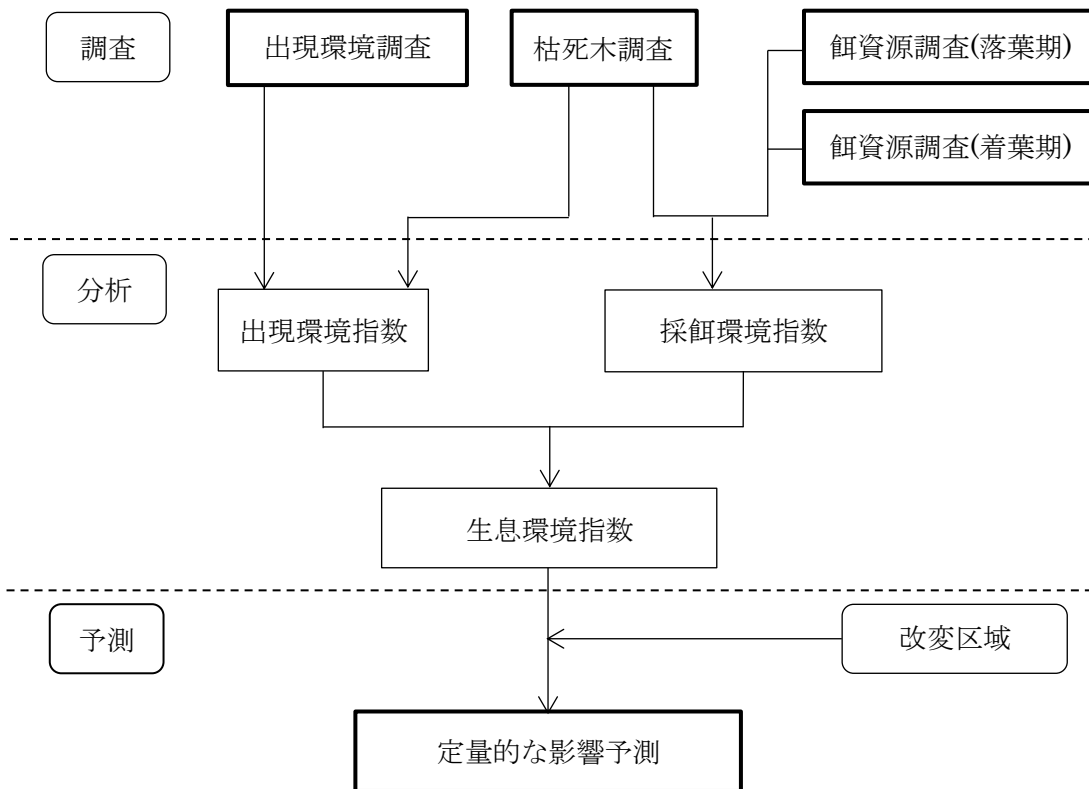 調査
出現環境調査
枯死木調査
餌資源調査(落葉期)
餌資源調査(着葉期)
分析
出現環境指数
採餌環境指数
生息環境指数
予測
改変区域
定量的な影響予測